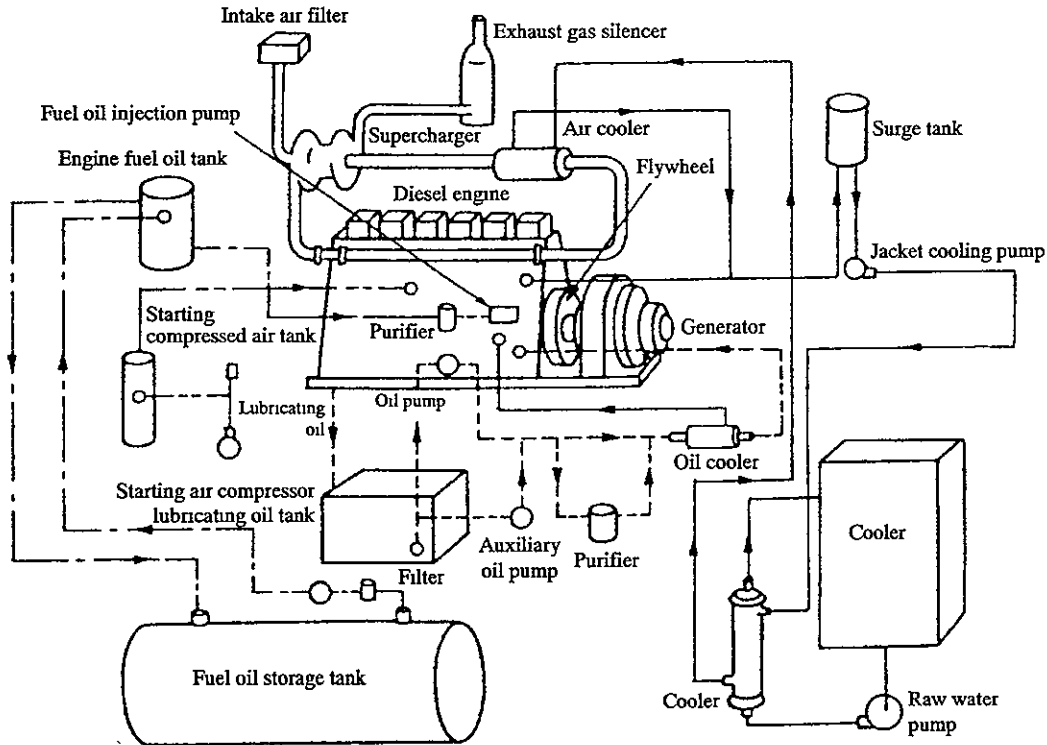 Intake air filter
Exhaust gas silencer
Fuel oil injection pump
Supercharger
Air cooler
Surge tank
Engine fuel oil tank
Flywheel
Diesel engine
Jacket cooling pump
Starting
compressed air tank
Purifier
Generator
Oil pump
Lubricating
oil
Oil cooler
Starting air compressor
lubricating oil tank
Auxiliary
oil pump
Purifier
Cooler
Filter
Fuel oil storage tank
Cooler
Raw water
pump